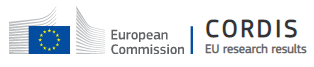 European
Commission
CORDIS
EU research results